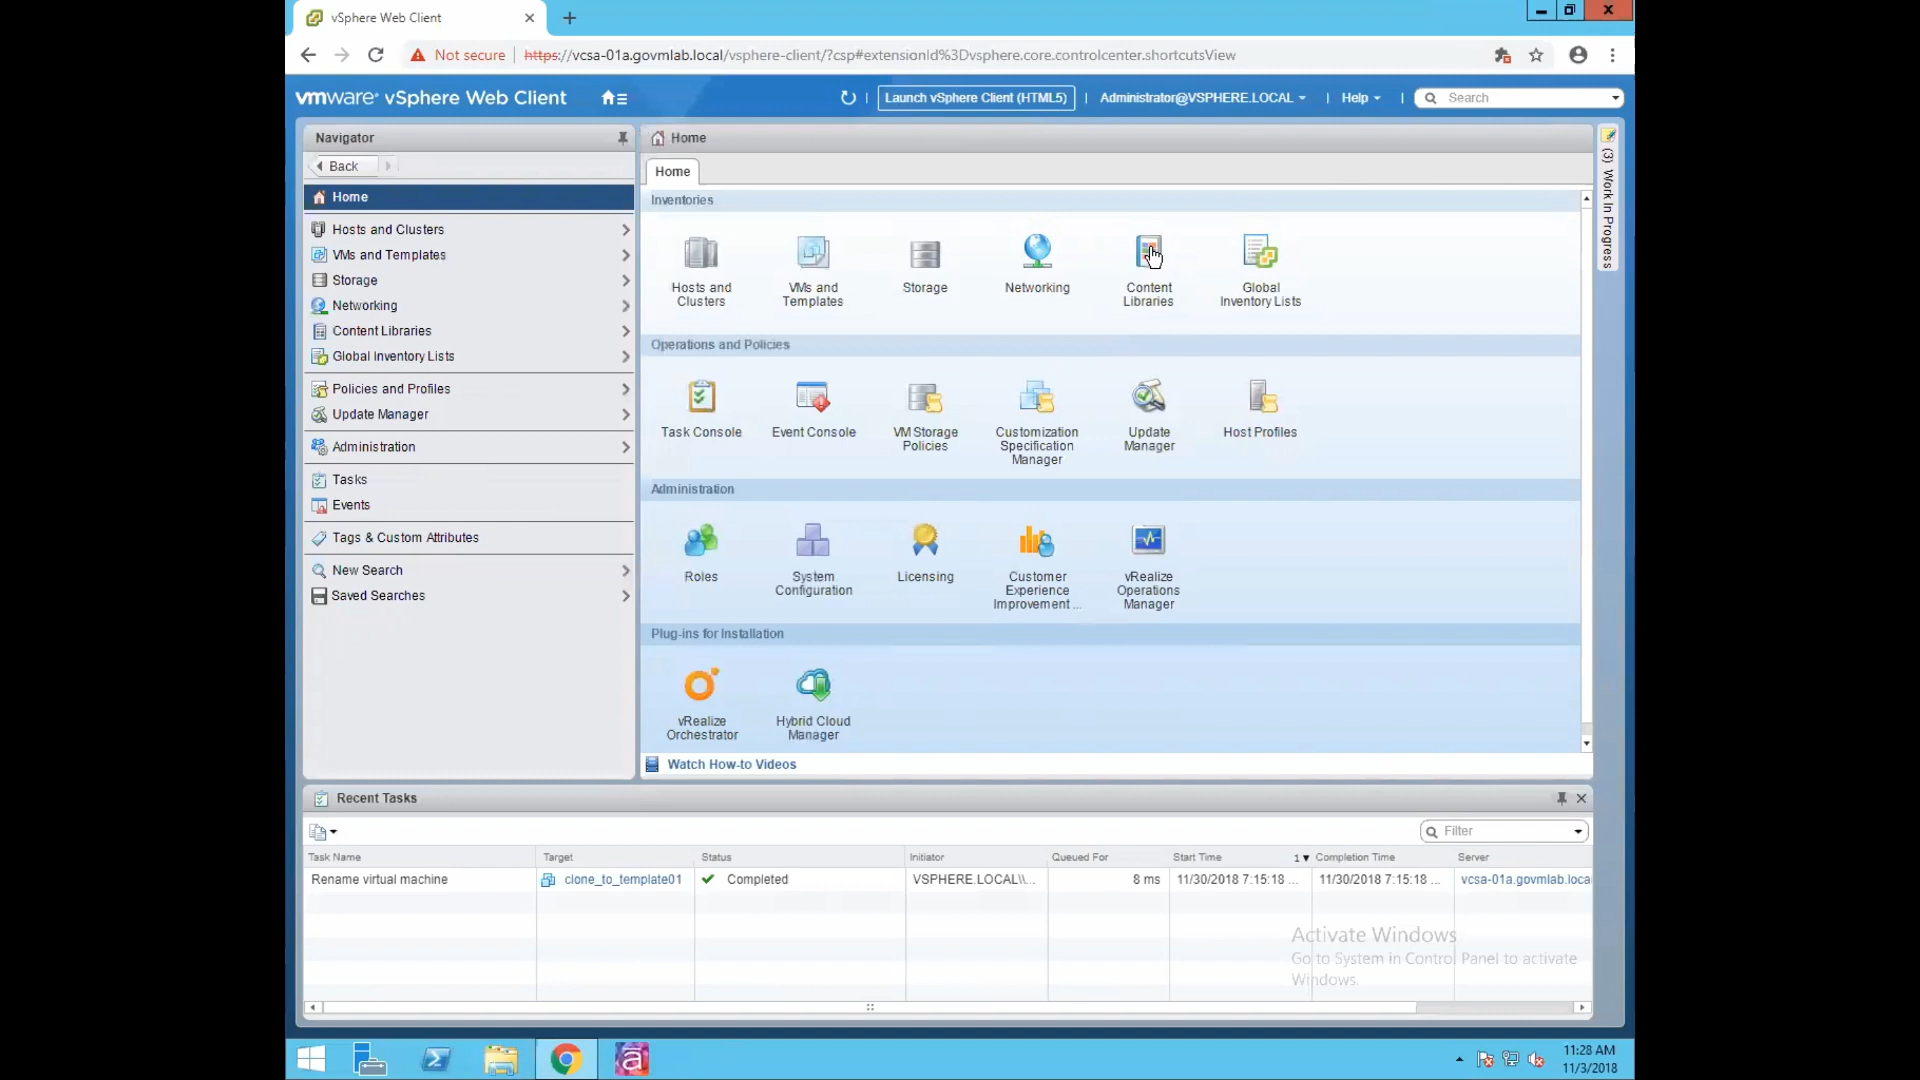 vSphere Web Client
Not secure https://vcsa-01a.govmlab.local/vsphere-client/?csp#extensionId%3Dvsphere.core.controlcenter.shortcutsView
vmware® vSphere Web Client
Launch vSphere Client (HTML5)
Administrator@VSPHERE.LOCAL
Help
Search
Navigator
Back
Home
Hosts and Clusters
VMs and Templates
Storage
Networking
Content Libraries
Global Inventory Lists
Policies and Profiles
Update Manager
Administration
Tasks
Events
Tags & Custom Attributes
New Search
Saved Searches
Home
Home
Inventories
Hosts and
Clusters
VMs and
Templates
Storage
Networking
Content
Libraries
Global
Inventory Lists
Operations and Policies
Task Console
Event Console
VM Storage
Policies
Customization
Specification
Manager
Update
Manager
Host Profiles
Administration
Roles
System
Configuration
Licensing
Customer
Experience
Improvement ...
vRealize
Operations
Manager
Plug-ins for Installation
vRealize
Orchestrator
Hybrid Cloud
Manager
Watch How-to Videos
(3) Work In Progress
Recent Tasks
Filter
Task Name Target Status Initiator Queued For Start Time 1 Completion Time Server
Rename virtual machine clone_to_template01 Completed VSPHERE.LOCAL\\... 8 ms 11/30/2018 7:15:18 ... 11/30/2018 7:15:18 ... vcsa-01a.govmlab.loca
Activate Windows
Go to System in Control Panel to activate
Windows.
11:28 AM
11/3/2018